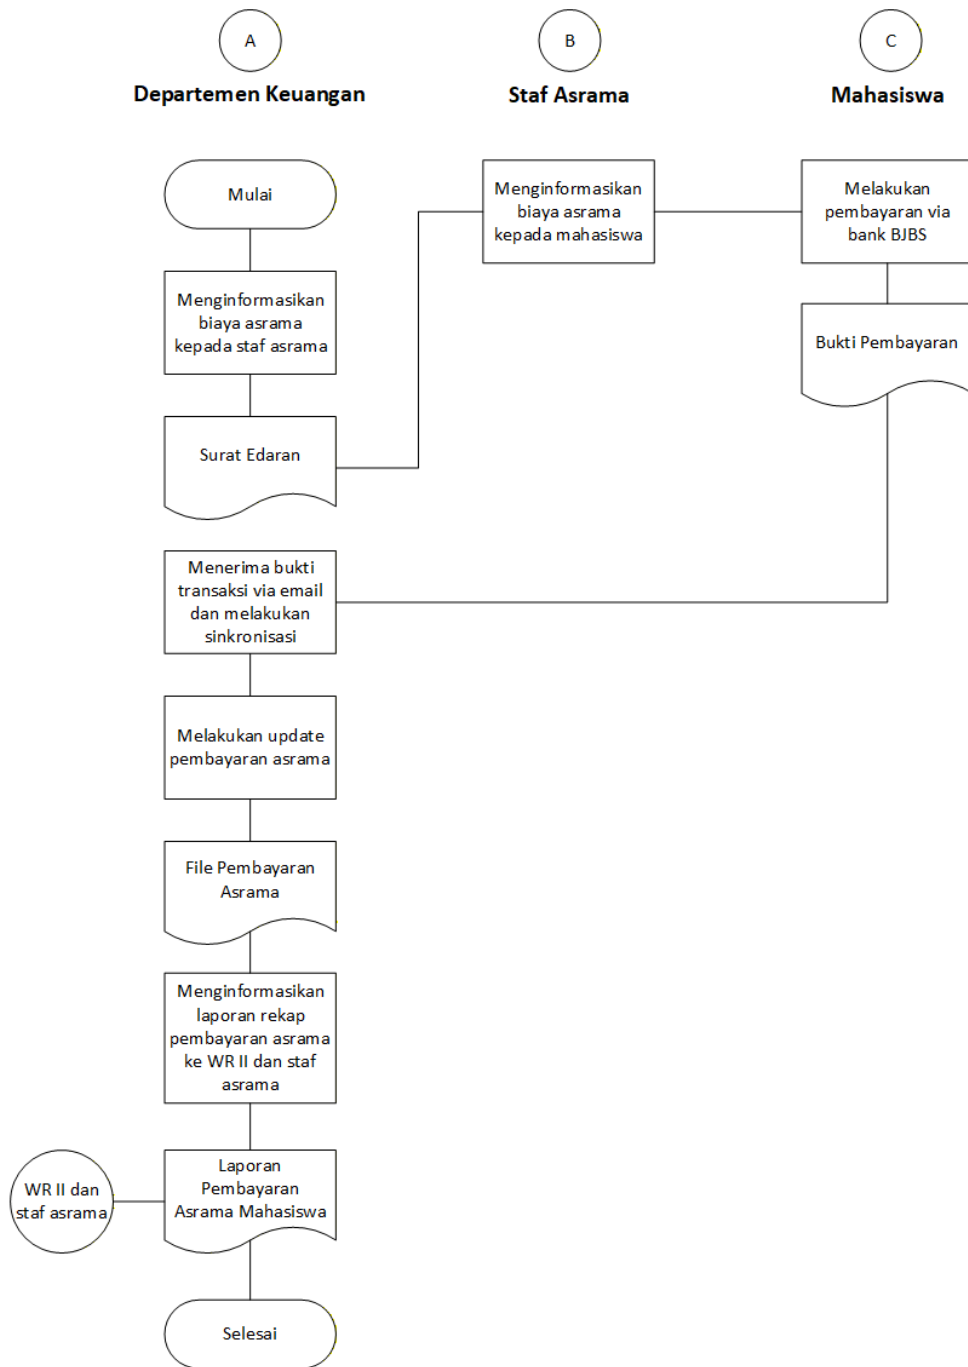 A
B
C
Departemen Keuangan
Staf Asrama
Mahasiswa
Mulai
Menginformasikan
biaya asrama
kepada staf asrama
Surat Edaran
Menginformasikan
biaya asrama
kepada mahasiswa
Melakukan
pembayaran via
bank BJBS
Bukti Pembayaran
Menerima bukti
transaksi via email
dan melakukan
sinkronisasi
Melakukan update
pembayaran asrama
File Pembayaran
Asrama
Menginformasikan
laporan rekap
pembayaran asrama
ke WR II dan staf
asrama
WR II dan
staf asrama
Laporan
Pembayaran
Asrama Mahasiswa
Selesai